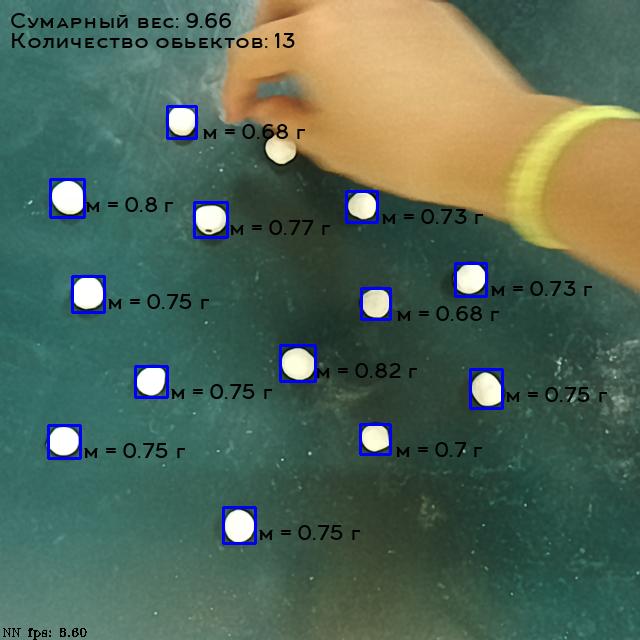 Сумарный вес: 9.66
Количество обьектов: 13
м = 0.68 г
м = 0.8 г
м = 0.77 г
м = 0.73 г
м = 0.75 г
м = 0.73 г
м = 0.68 г
м = 0.82 г
м = 0.75 г
м = 0.75 г
м = 0.75 г
м = 0.7 г
м = 0.75 г
NN fps: 8.60